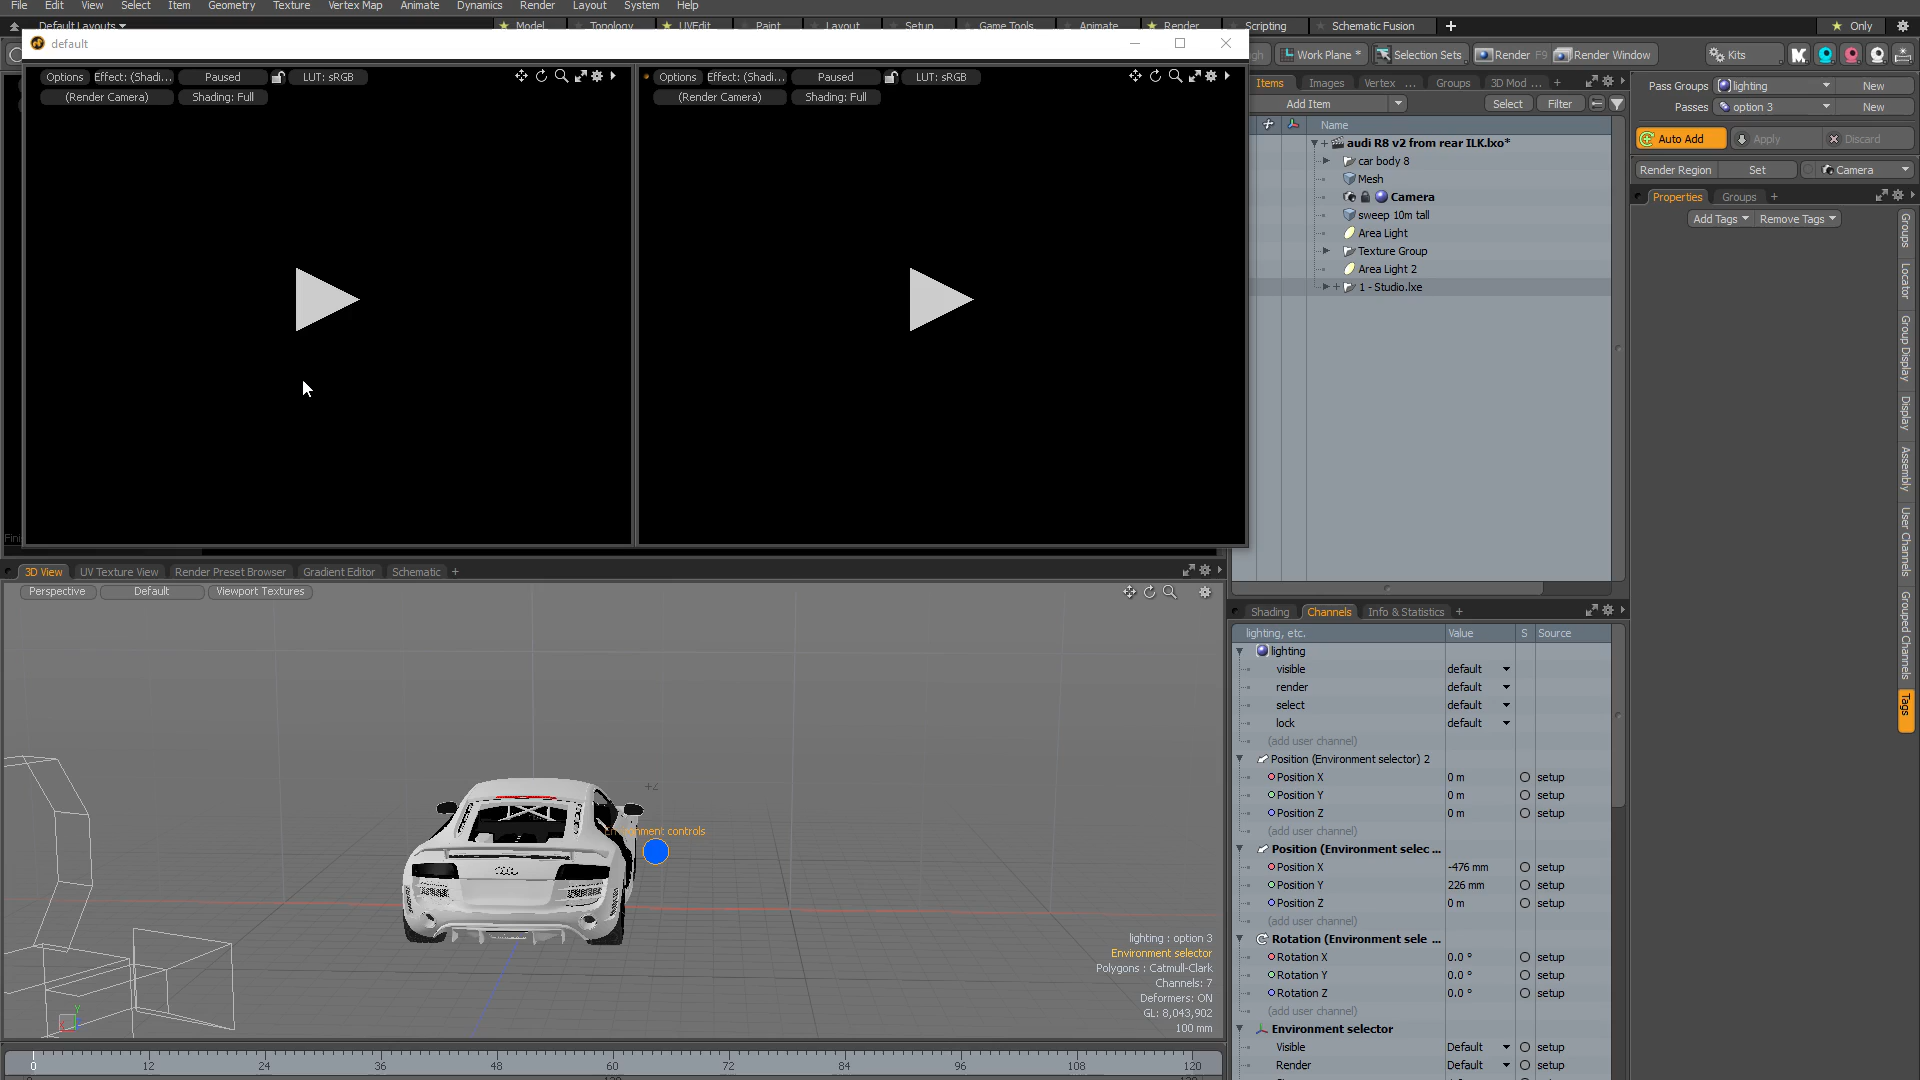 File Edit View Select Item Geometry Texture Vertex Map Animate Dynamics Render Layout System Help
Default Layouts Model Topology UVEdit Paint Layout Setup Game Tools Animate Render Scripting Schematic Fusion + Only
default
Work Plane * Selection Sets Render F9 Render Window Kits
Options Effect: (Shadi... Paused LUT: sRGB
(Render Camera) Shading: Full
Options Effect: (Shadi... Paused LUT: sRGB
(Render Camera) Shading: Full
Items Images Vertex ... Groups 3D Mod ... +
Add Item Select Filter
Name
audi R8 v2 from rear ILK.lxo*
car body 8
Mesh
Camera
sweep 10m tall
Area Light
Texture Group
Area Light 2
1 - Studio.lxe
Pass Groups lighting New
Passes option 3 New
Auto Add Apply Discard
Render Region Set Camera
Properties Groups +
Add Tags Remove Tags
Groups
Locator
Group Display
Display
Assembly
User Channels
Grouped Channels
Tags
3D View UV Texture View Render Preset Browser Gradient Editor Schematic +
Perspective Default Viewport Textures
controls
lighting : option 3
Environment selector
Polygons : Catmull-Clark
Channels: 7
Deformers: ON
GL: 8,043,902
100 mm
0 12 24 36 48 60 72 84 96 108 120
Shading Channels Info & Statistics +
lighting, etc. Value S Source
lighting
visible default
render default
select default
lock default
(add user channel)
Position (Environment selector) 2
Position X 0 m setup
Position Y 0 m setup
Position Z 0 m setup
(add user channel)
Position (Environment selec ...
Position X -476 mm setup
Position Y 226 mm setup
Position Z 0 m setup
(add user channel)
Rotation (Environment sele ...
Rotation X 0.0 ° setup
Rotation Y 0.0 ° setup
Rotation Z 0.0 ° setup
(add user channel)
Environment selector
Visible Default setup
Render Default setup